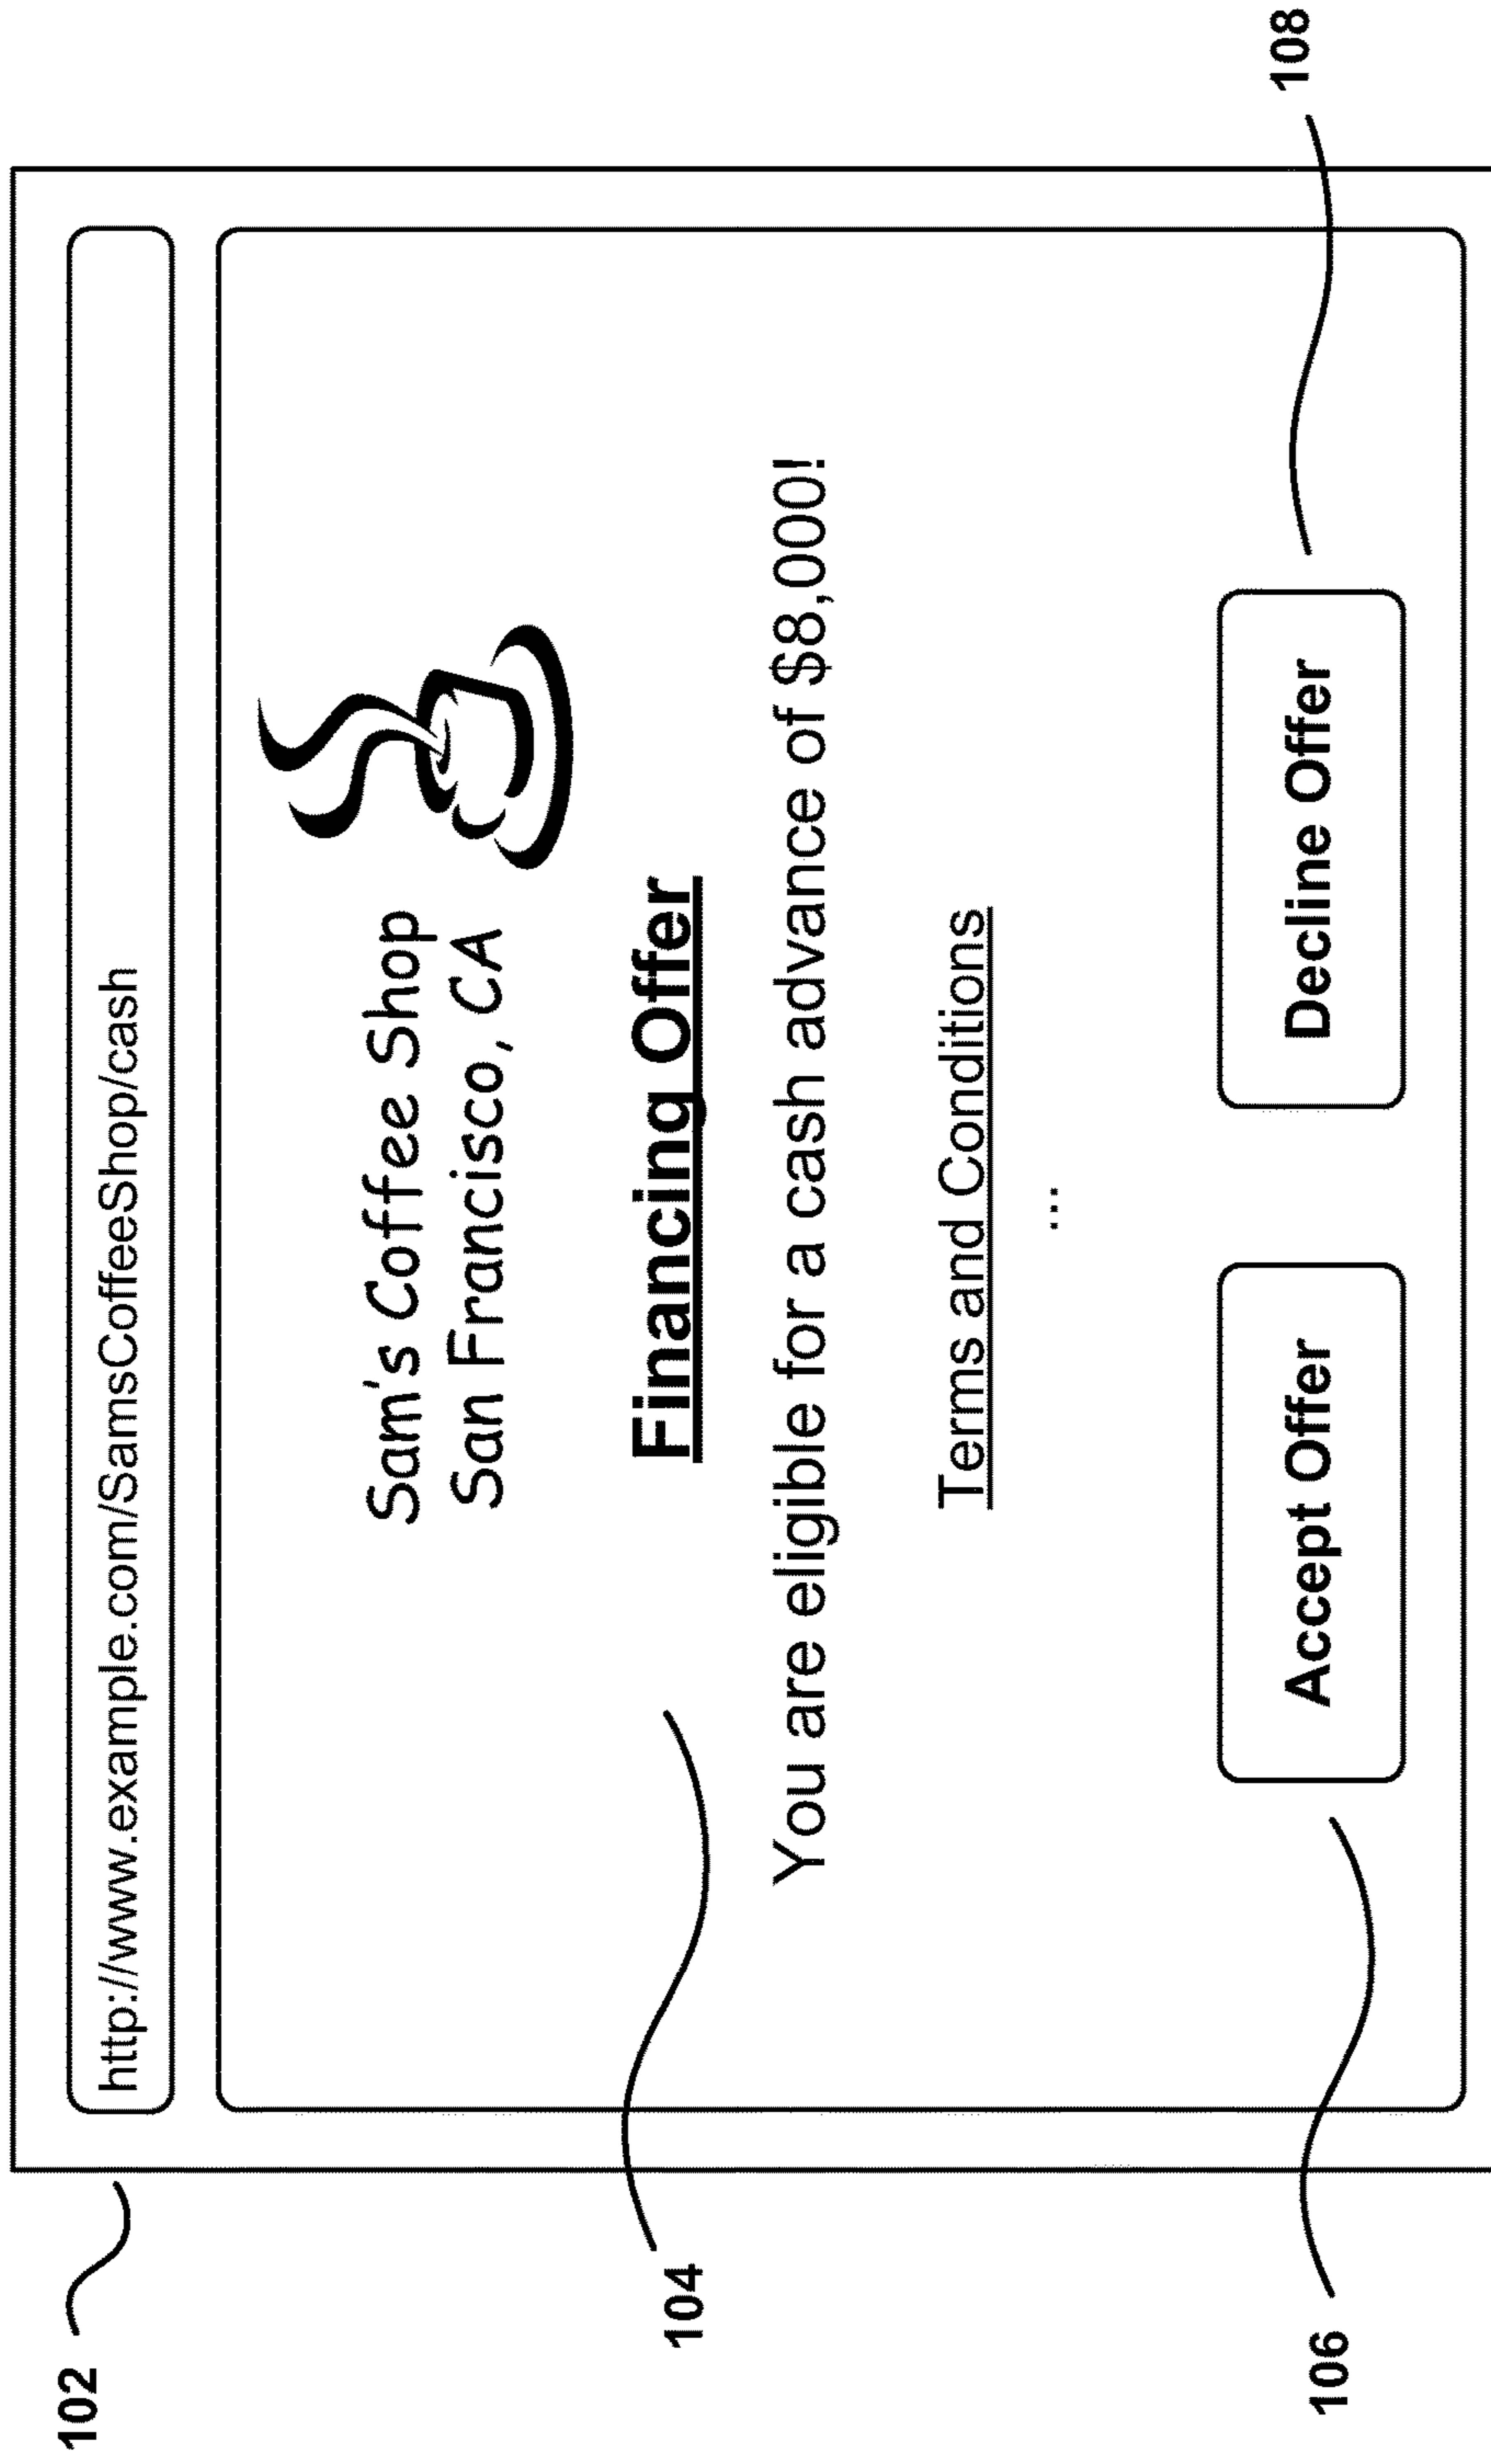 102
http://www.example.com/SamsCoffeeShop/cash
Sam's Coffee Shop
San Francisco, CA
104
Financing Offer
You are eligible for a cash advance of $8,000!
Terms and Conditions
...
106
Accept Offer
Decline Offer
108